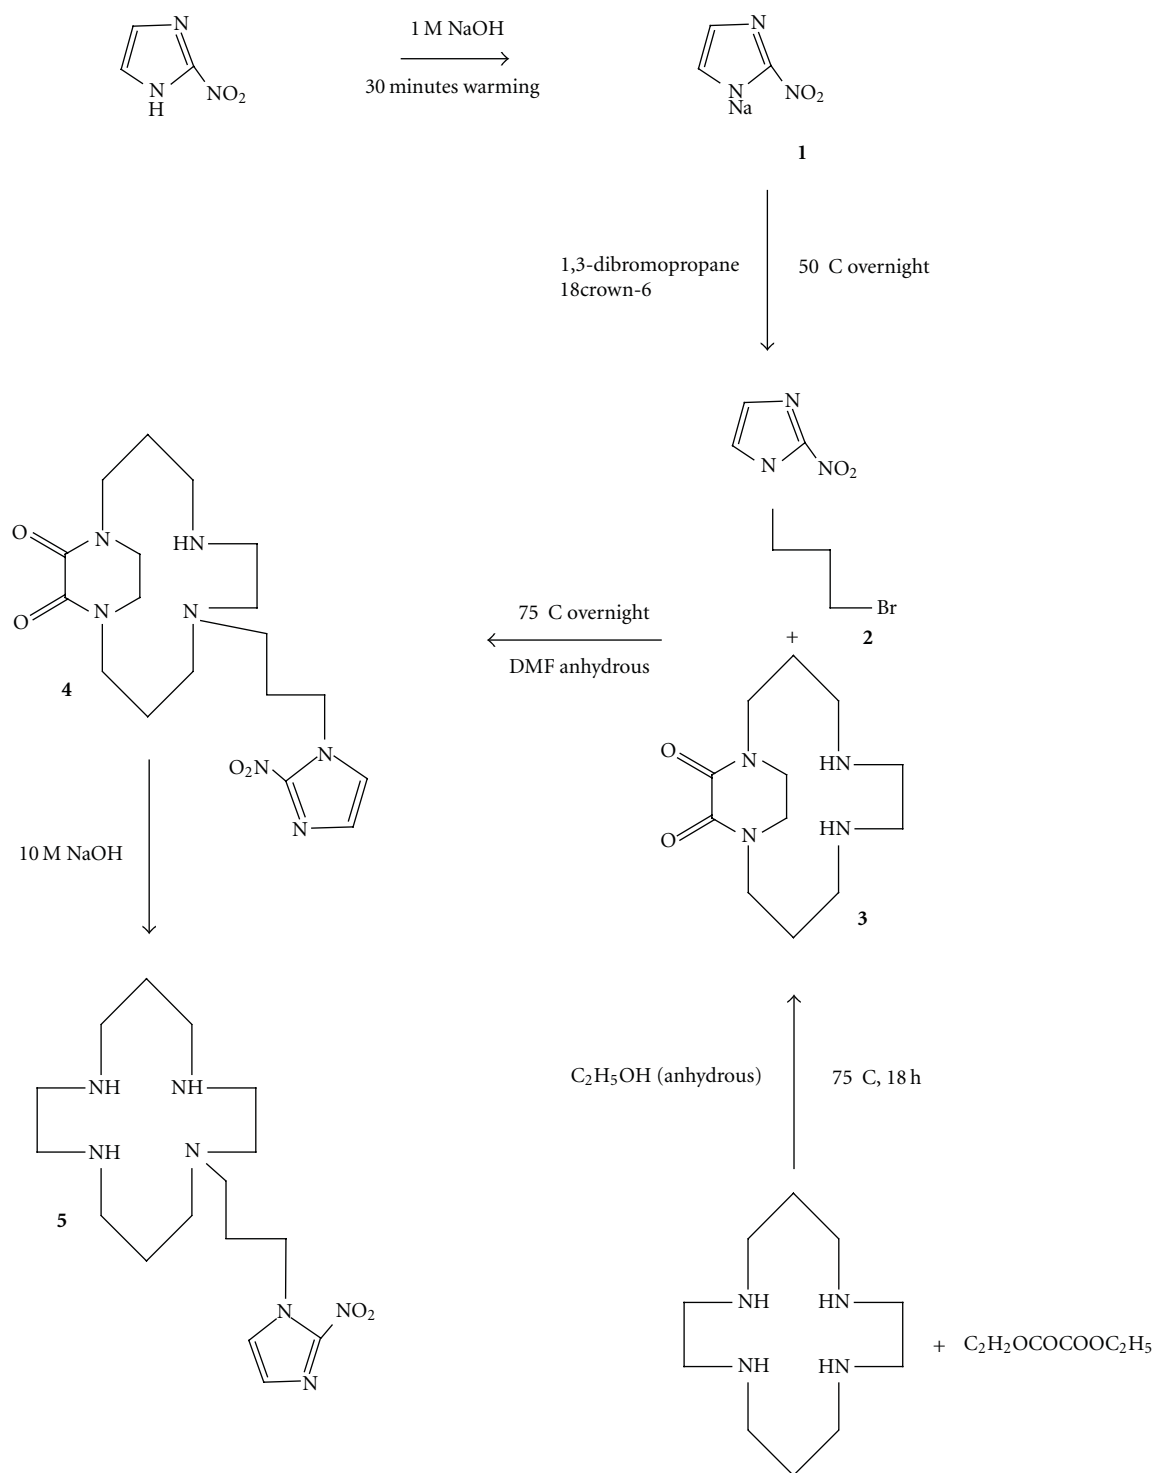 N
N
H
NO2
1 M NaOH
30 minutes warming
N
N
Na
NO2
1
1,3-dibromopropane
18crown-6
50 C overnight
N
N
NO2
Br
2
+
O
O
N
N
HN
HN
3
75 C overnight
DMF anhydrous
O
O
N
N
HN
N
4
N
O2N
N
10 M NaOH
NH
NH
NH
N
5
N
NO2
N
C2H5OH (anhydrous)
75 C, 18 h
NH
HN
NH
HN
+ C2H2OCOCOOC2H5